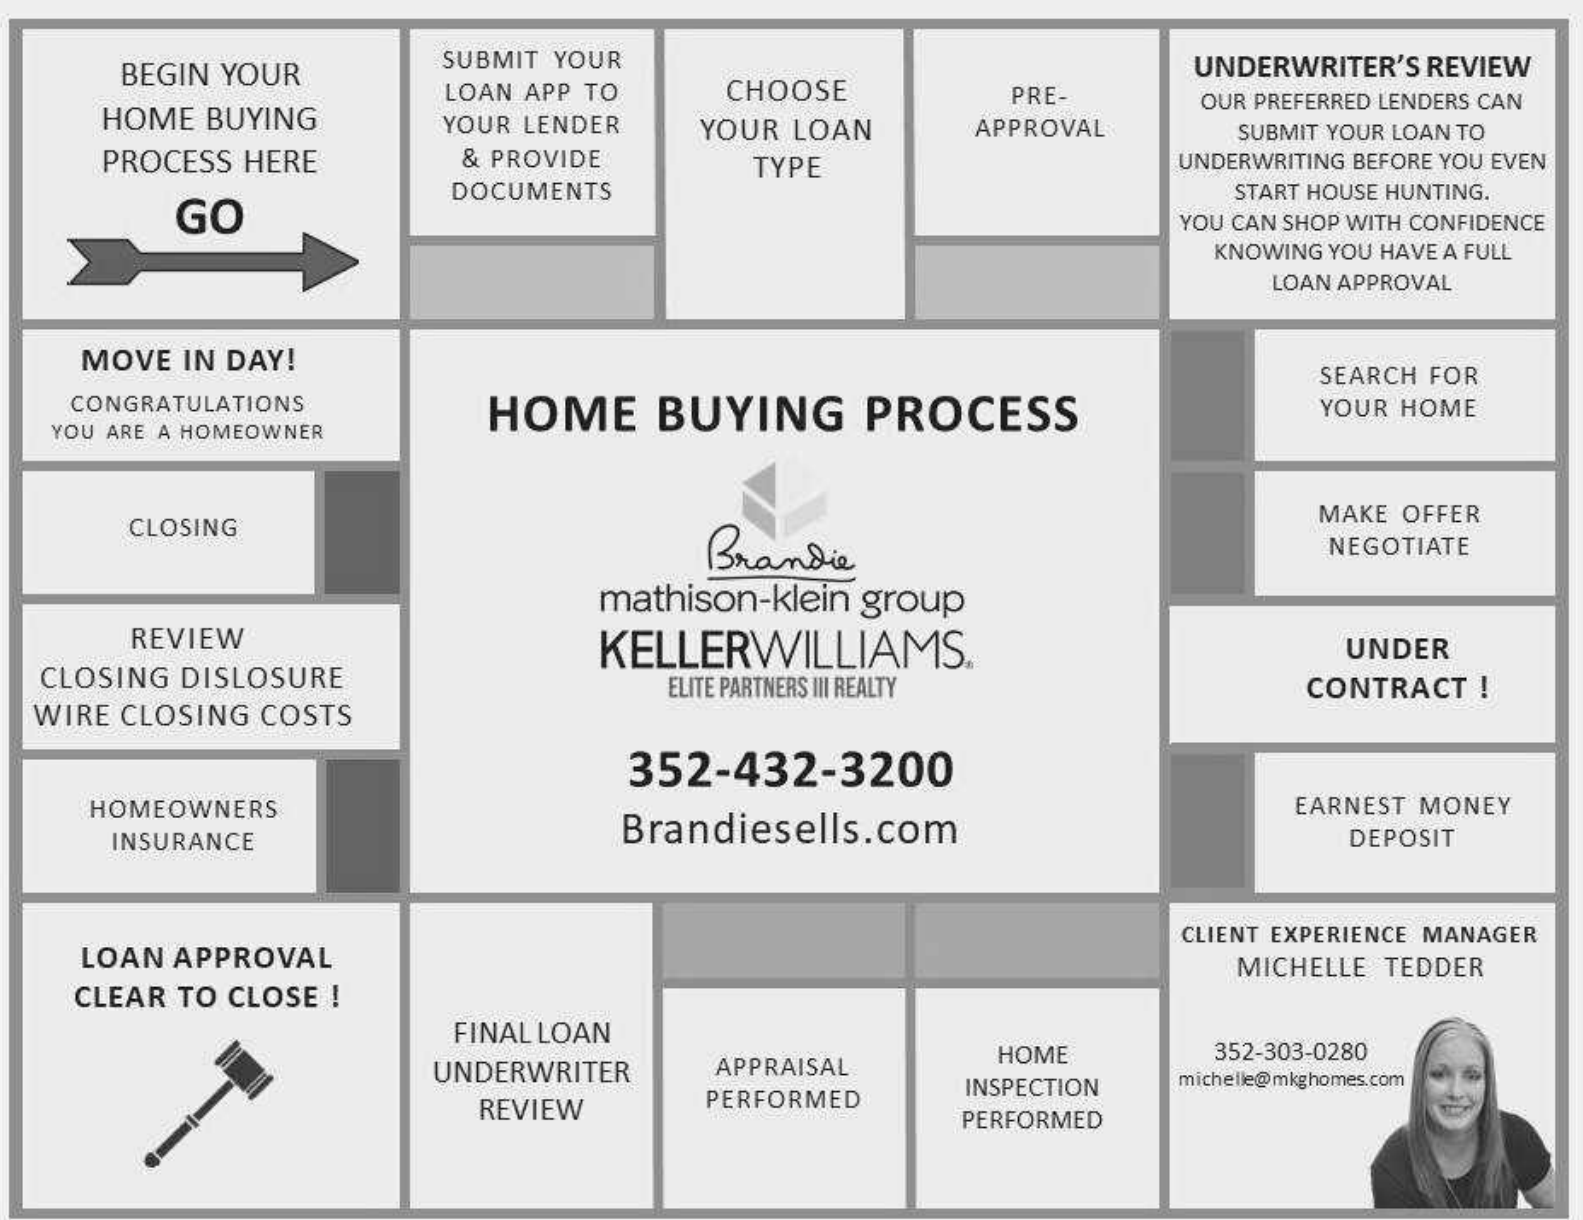 BEGIN YOUR
HOME BUYING
PROCESS HERE
GO
SUBMIT YOUR
LOAN APP TO
YOUR LENDER
& PROVIDE
DOCUMENTS
CHOOSE
YOUR LOAN
TYPE
PRE-
APPROVAL
UNDERWRITER'S REVIEW
OUR PREFERRED LENDERS CAN
SUBMIT YOUR LOAN TO
UNDERWRITING BEFORE YOU EVEN
START HOUSE HUNTING.
YOU CAN SHOP WITH CONFIDENCE
KNOWING YOU HAVE A FULL
LOAN APPROVAL
SEARCH FOR
YOUR HOME
MAKE OFFER
NEGOTIATE
UNDER
CONTRACT !
EARNEST MONEY
DEPOSIT
CLIENT EXPERIENCE MANAGER
MICHELLE TEDDER
352-303-0280
michelle@mkghomes.com
HOME
INSPECTION
PERFORMED
APPRAISAL
PERFORMED
FINAL LOAN
UNDERWRITER
REVIEW
LOAN APPROVAL
CLEAR TO CLOSE !
HOMEOWNERS
INSURANCE
REVIEW
CLOSING DISLOSURE
WIRE CLOSING COSTS
CLOSING
MOVE IN DAY!
CONGRATULATIONS
YOU ARE A HOMEOWNER
HOME BUYING PROCESS
Brandie
mathison-klein group
KELLERWILLIAMS®
ELITE PARTNERS III REALTY
352-432-3200
Brandiesells.com